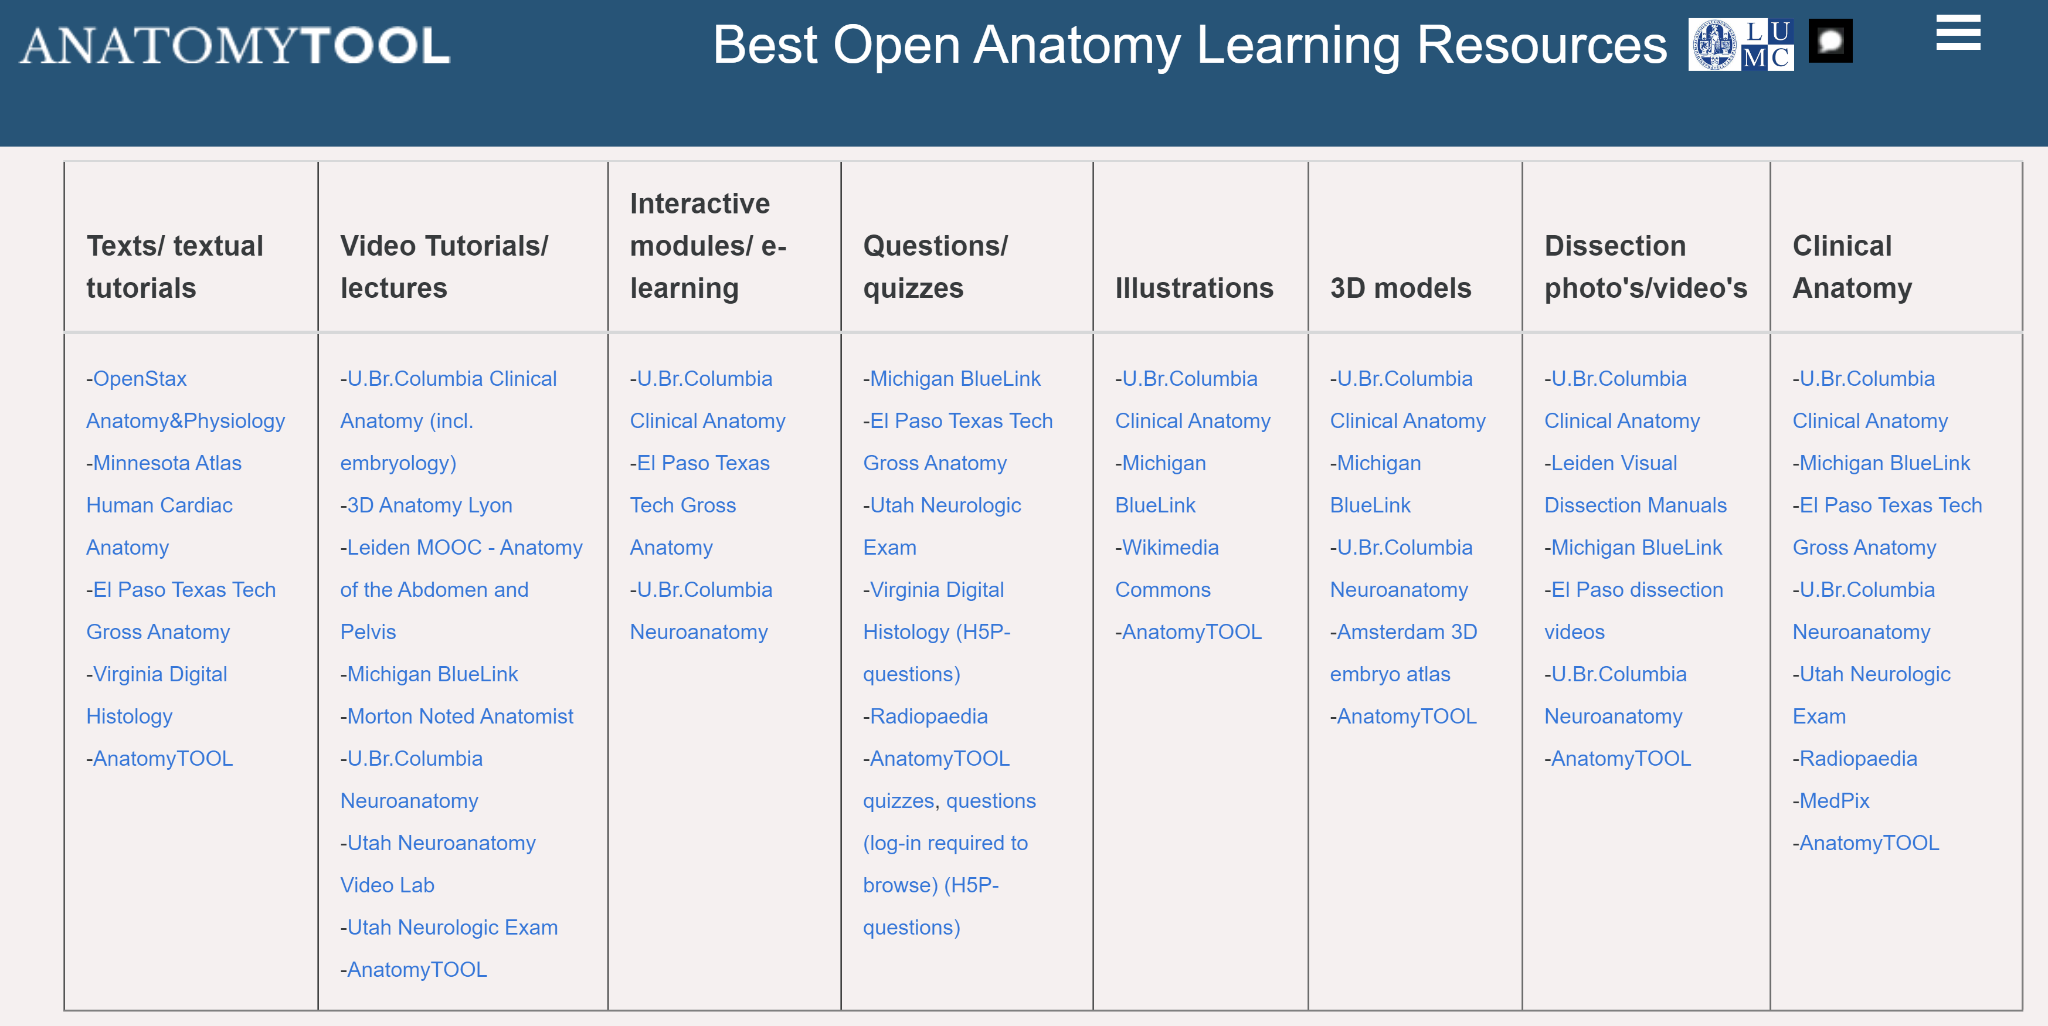 ANATOMYTOOL
Best Open Anatomy Learning Resources
L U
M C
Texts/ textual
tutorials
-OpenStax
Anatomy&Physiology
-Minnesota Atlas
Human Cardiac
Anatomy
-El Paso Texas Tech
Gross Anatomy
-Virginia Digital
Histology
-AnatomyTOOL
Video Tutorials/
lectures
-U.Br.Columbia Clinical
Anatomy (incl.
embryology)
-3D Anatomy Lyon
-Leiden MOOC - Anatomy
of the Abdomen and
Pelvis
-Michigan BlueLink
-Morton Noted Anatomist
-U.Br.Columbia
Neuroanatomy
-Utah Neuroanatomy
Video Lab
-Utah Neurologic Exam
-AnatomyTOOL
Interactive
modules/ e-
learning
-U.Br.Columbia
Clinical Anatomy
-El Paso Texas
Tech Gross
Anatomy
-U.Br.Columbia
Neuroanatomy
Questions/
quizzes
-Michigan BlueLink
-El Paso Texas Tech
Gross Anatomy
-Utah Neurologic
Exam
-Virginia Digital
Histology (H5P-
questions)
-Radiopaedia
-AnatomyTOOL
quizzes, questions
(log-in required to
browse) (H5P-
questions)
Illustrations
-U.Br.Columbia
Clinical Anatomy
-Michigan
BlueLink
-Wikimedia
Commons
-AnatomyTOOL
3D models
-U.Br.Columbia
Clinical Anatomy
-Michigan
BlueLink
-U.Br.Columbia
Neuroanatomy
-Amsterdam 3D
embryo atlas
-AnatomyTOOL
Dissection
photo's/video's
-U.Br.Columbia
Clinical Anatomy
-Leiden Visual
Dissection Manuals
-Michigan BlueLink
-El Paso dissection
videos
-U.Br.Columbia
Neuroanatomy
-AnatomyTOOL
Clinical
Anatomy
-U.Br.Columbia
Clinical Anatomy
-Michigan BlueLink
-El Paso Texas Tech
Gross Anatomy
-U.Br.Columbia
Neuroanatomy
-Utah Neurologic
Exam
-Radiopaedia
-MedPix
-AnatomyTOOL